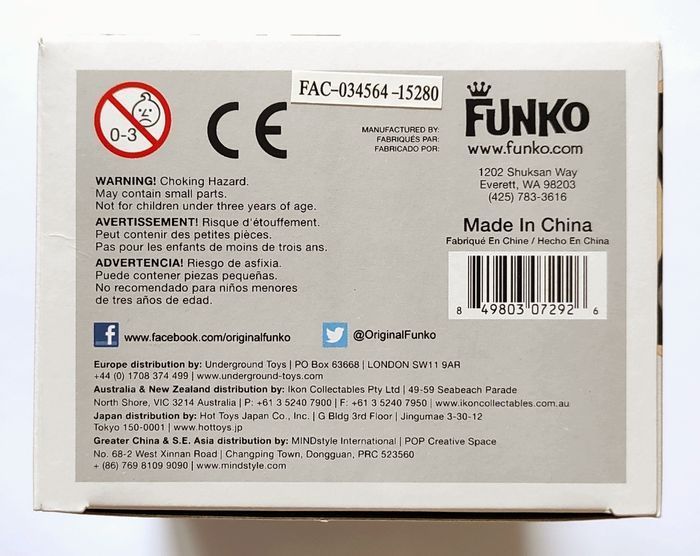 FAC-034564-15280
0-3
CE
MANUFACTURED BY:
FABRIQUÉS PAR:
FABRICADO POR:
FUNKO
www.funko.com
1202 Shuksan Way
Everett, WA 98203
(425) 783-3616
WARNING! Choking Hazard.
May contain small parts.
Not for children under three years of age.
AVERTISSEMENT! Risque d'étouffement.
Peut contenir des petites pièces.
Pas pour les enfants de moins de trois ans.
ADVERTENCIA! Riesgo de asfixia.
Puede contener piezas pequeñas.
No recomendado para niños menores
de tres años de edad.
Made In China
Fabriqué En Chine / Hecho En China
8 49803 07292 6
f www.facebook.com/originalfunko
@OriginalFunko
Europe distribution by: Underground Toys | PO Box 63668 | LONDON SW11 9AR
+44 (0) 1708 374 499 | www.underground-toys.com
Australia & New Zealand distribution by: Ikon Collectables Pty Ltd | 49-59 Seabeach Parade
North Shore, VIC 3214 Australia | P: +61 3 5240 7900 | F: +61 3 5240 7950 | www.ikoncollectables.com.au
Japan distribution by: Hot Toys Japan Co., Inc. | G Bldg 3rd Floor | Jingumae 3-30-12
Tokyo 150-0001 | www.hottoys.jp
Greater China & S.E. Asia distribution by: MINDstyle International | POP Creative Space
No. 68-2 West Xinnan Road | Changping Town, Dongguan, PRC 523560
+ (86) 769 8109 9090 | www.mindstyle.com